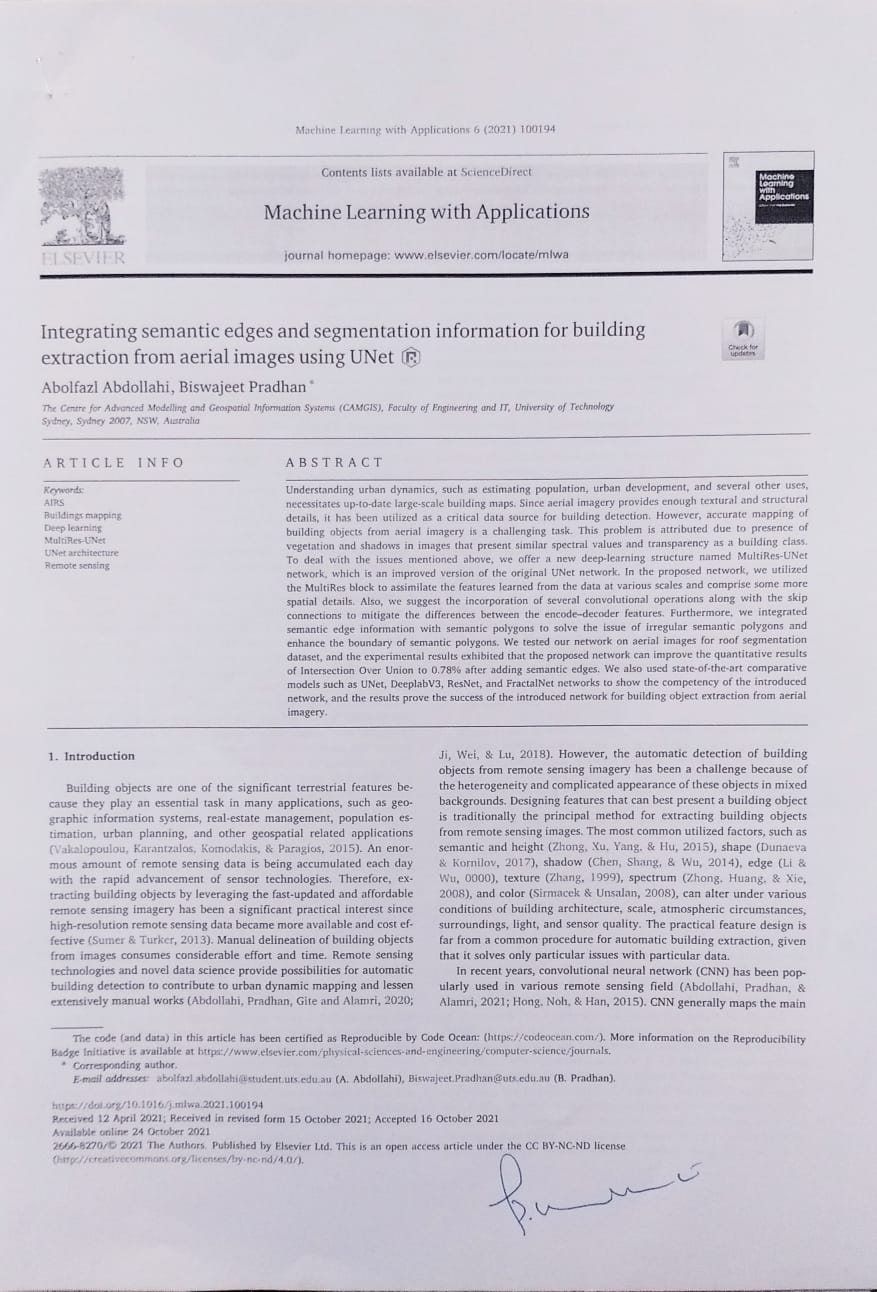 Machine Learning with Applications 6 (2021) 100194
Contents lists available at ScienceDirect
Machine Learning with Applications
journal homepage: www.elsevier.com/locate/mlwa
ELSEVIER
Machine
Learning
with
Applications
Integrating semantic edges and segmentation information for building
extraction from aerial images using UNet
Check for
updates
Abolfazl Abdollahi, Biswajeet Pradhan *
The Centre for Advanced Modelling and Geospatial Information Systems (CAMGIS), Faculty of Engineering and IT, University of Technology
Sydney, Sydney 2007, NSW, Australia
ARTICLE INFO
Keywords:
AIRS
Buildings mapping
Deep learning
MultiRes-UNet
UNet architecture
Remote sensing
ABSTRACT
Understanding urban dynamics, such as estimating population, urban development, and several other uses,
necessitates up-to-date large-scale building maps. Since aerial imagery provides enough textural and structural
details, it has been utilized as a critical data source for building detection. However, accurate mapping of
building objects from aerial imagery is a challenging task. This problem is attributed due to presence of
vegetation and shadows in images that present similar spectral values and transparency as a building class.
To deal with the issues mentioned above, we offer a new deep-learning structure named MultiRes-UNet
network, which is an improved version of the original UNet network. In the proposed network, we utilized
the MultiRes block to assimilate the features learned from the data at various scales and comprise some more
spatial details. Also, we suggest the incorporation of several convolutional operations along with the skip
connections to mitigate the differences between the encode–decoder features. Furthermore, we integrated
semantic edge information with semantic polygons to solve the issue of irregular semantic polygons and
enhance the boundary of semantic polygons. We tested our network on aerial images for roof segmentation
dataset, and the experimental results exhibited that the proposed network can improve the quantitative results
of Intersection Over Union to 0.78% after adding semantic edges. We also used state-of-the-art comparative
models such as UNet, DeeplabV3, ResNet, and FractalNet networks to show the competency of the introduced
network, and the results prove the success of the introduced network for building object extraction from aerial
imagery.
1. Introduction
Building objects are one of the significant terrestrial features be-
cause they play an essential task in many applications, such as geo-
graphic information systems, real-estate management, population es-
timation, urban planning, and other geospatial related applications
(Vakalopoulou, Karantzalos, Komodakis, & Paragios, 2015). An enor-
mous amount of remote sensing data is being accumulated each day
with the rapid advancement of sensor technologies. Therefore, ex-
tracting building objects by leveraging the fast-updated and affordable
remote sensing imagery has been a significant practical interest since
high-resolution remote sensing data became more available and cost ef-
fective (Sumer & Turker, 2013). Manual delineation of building objects
from images consumes considerable effort and time. Remote sensing
technologies and novel data science provide possibilities for automatic
building detection to contribute to urban dynamic mapping and lessen
extensively manual works (Abdollahi, Pradhan, Gite and Alamri, 2020;
Ji, Wei, & Lu, 2018). However, the automatic detection of building
objects from remote sensing imagery has been a challenge because of
the heterogeneity and complicated appearance of these objects in mixed
backgrounds. Designing features that can best present a building object
is traditionally the principal method for extracting building objects
from remote sensing images. The most common utilized factors, such as
semantic and height (Zhong, Xu, Yang, & Hu, 2015), shape (Dunaeva
& Kornilov, 2017), shadow (Chen, Shang, & Wu, 2014), edge (Li &
Wu, 0000), texture (Zhang, 1999), spectrum (Zhong, Huang, & Xie,
2008), and color (Sirmacek & Unsalan, 2008), can alter under various
conditions of building architecture, scale, atmospheric circumstances,
surroundings, light, and sensor quality. The practical feature design is
far from a common procedure for automatic building extraction, given
that it solves only particular issues with particular data.
In recent years, convolutional neural network (CNN) has been pop-
ularly used in various remote sensing field (Abdollahi, Pradhan, &
Alamri, 2021; Hong, Noh, & Han, 2015). CNN generally maps the main
The code (and data) in this article has been certified as Reproducible by Code Ocean: (https://codeocean.com/). More information on the Reproducibility
Badge Initiative is available at https://www.elsevier.com/physical-sciences-and-engineering/computer-science/journals.
* Corresponding author.
E-mail addresses: abolfazl.abdollahi@student.uts.edu.au (A. Abdollahi), Biswajeet.Pradhan@uts.edu.au (B. Pradhan).
https://doi.org/10.1016/j.mlwa.2021.100194
Received 12 April 2021; Received in revised form 15 October 2021; Accepted 16 October 2021
Available online 24 October 2021
2666-8270/© 2021 The Authors. Published by Elsevier Ltd. This is an open access article under the CC BY-NC-ND license
(http://creativecommons.org/licenses/by-nc-nd/4.0/).